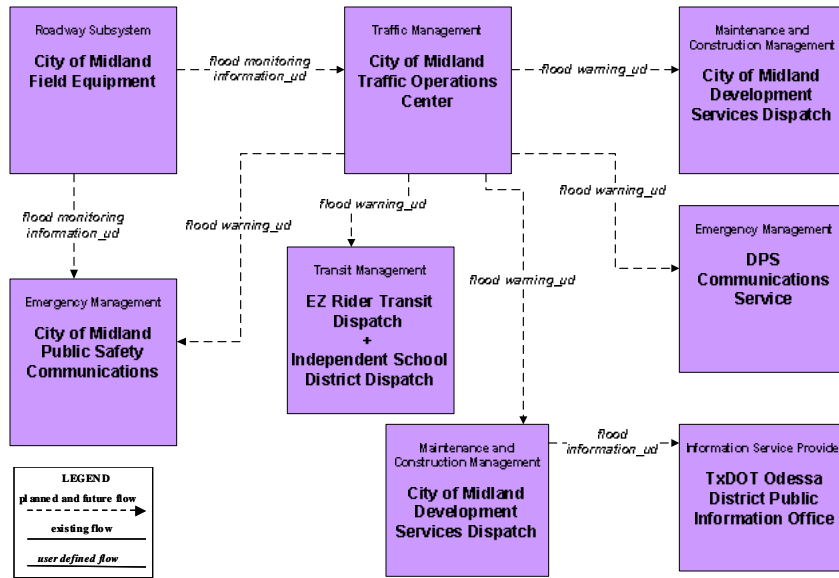 Roadway Subsystem
City of Midland
Field Equipment
flood monitoring
information_ud
Traffic Management
City of Midland
Traffic Operations
Center
flood warning_ud
Maintenance and
Construction Management
City of Midland
Development
Services Dispatch
flood monitoring
information_ud
flood warning_ud
flood warning_ud
flood warning_ud
flood warning_ud
Emergency Management
DPS
Communications
Service
Transit Management
EZ Rider Transit
Dispatch
+
Independent School
District Dispatch
Emergency Management
City of Midland
Public Safety
Communications
Maintenance and
Construction Management
City of Midland
Development
Services Dispatch
flood
information_ud
Information Service Provide
TxDOT Odessa
District Public
Information Office
LEGEND
planned and future flow
existing flow
user defined flow